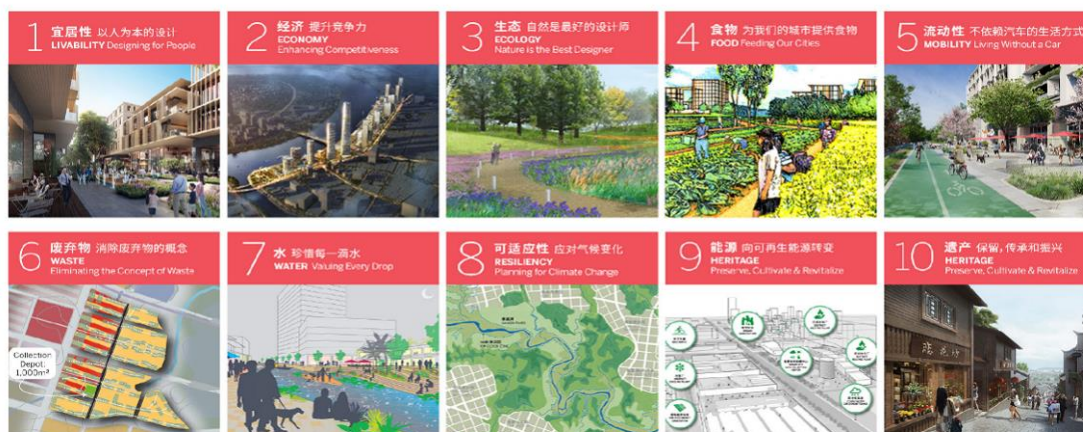 1 宜居性 以人为本的设计
LIVABILITY Designing for People
2 经济 提升竞争力
ECONOMY
Enhancing Competitiveness
3 生态 自然是最好的设计师
ECOLOGY
Nature is the Best Designer
4 食物 为我们的城市提供食物
FOOD Feeding Our Cities
5 流动性 不依赖汽车的生活方式
MOBILITY Living Without a Car
6 废弃物 消除废弃物的概念
WASTE
Eliminating the Concept of Waste
7 水 珍惜每一滴水
WATER Valuing Every Drop
8 可适应性 应对气候变化
RESILIENCY
Planning for Climate Change
9 能源 向可再生能源转变
HERITAGE
Preserve, Cultivate & Revitalize
10 遗产 保留,传承和振兴
HERITAGE
Preserve, Cultivate & Revitalize
Collection
Depot:
1,000m²